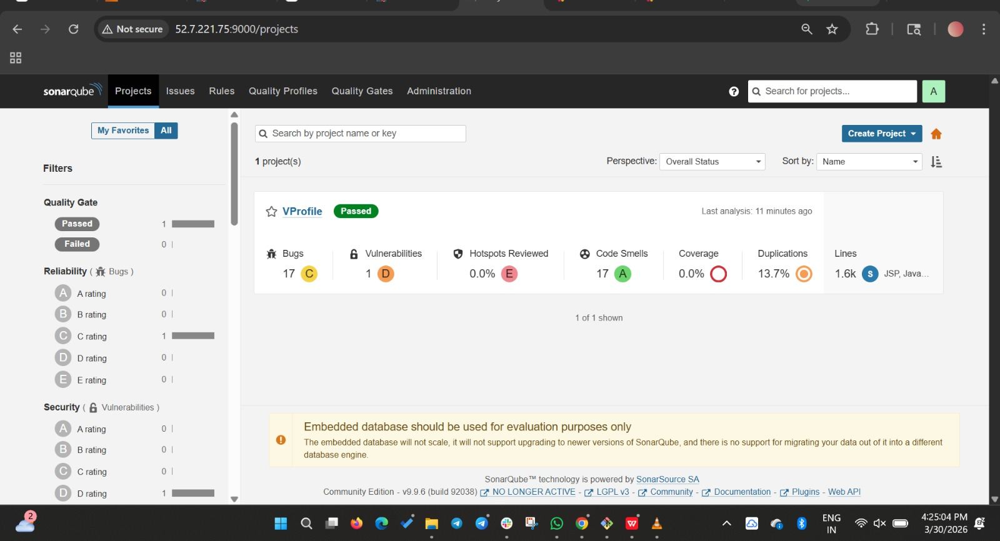 Not secure
52.7.221.75:9000/projects
sonarqube
Projects
Issues
Rules
Quality Profiles
Quality Gates
Administration
?
Search for projects...
A
My Favorites
All
Filters
Quality Gate
Passed
1
Failed
0
Reliability ( Bugs )
A A rating 0
B B rating 0
C C rating 1
D D rating 0
E E rating 0
Security ( Vulnerabilities )
A A rating 0
B B rating 0
C C rating 0
D D rating 1
Search by project name or key
Create Project
1 project(s)
Perspective: Overall Status
Sort by: Name
VProfile Passed
Last analysis: 11 minutes ago
Bugs
17 C
Vulnerabilities
1 D
Hotspots Reviewed
0.0% E
Code Smells
17 A
Coverage
0.0%
Duplications
13.7%
Lines
1.6k S JSP, Java...
1 of 1 shown
Embedded database should be used for evaluation purposes only
The embedded database will not scale, it will not support upgrading to newer versions of SonarQube, and there is no support for migrating your data out of it into a different
database engine.
SonarQube™ technology is powered by SonarSource SA
Community Edition - v9.9.6 (build 92038) NO LONGER ACTIVE - LGPL v3 - Community - Documentation - Plugins - Web API
2
ENG
IN
4:25:04 PM
3/30/2026